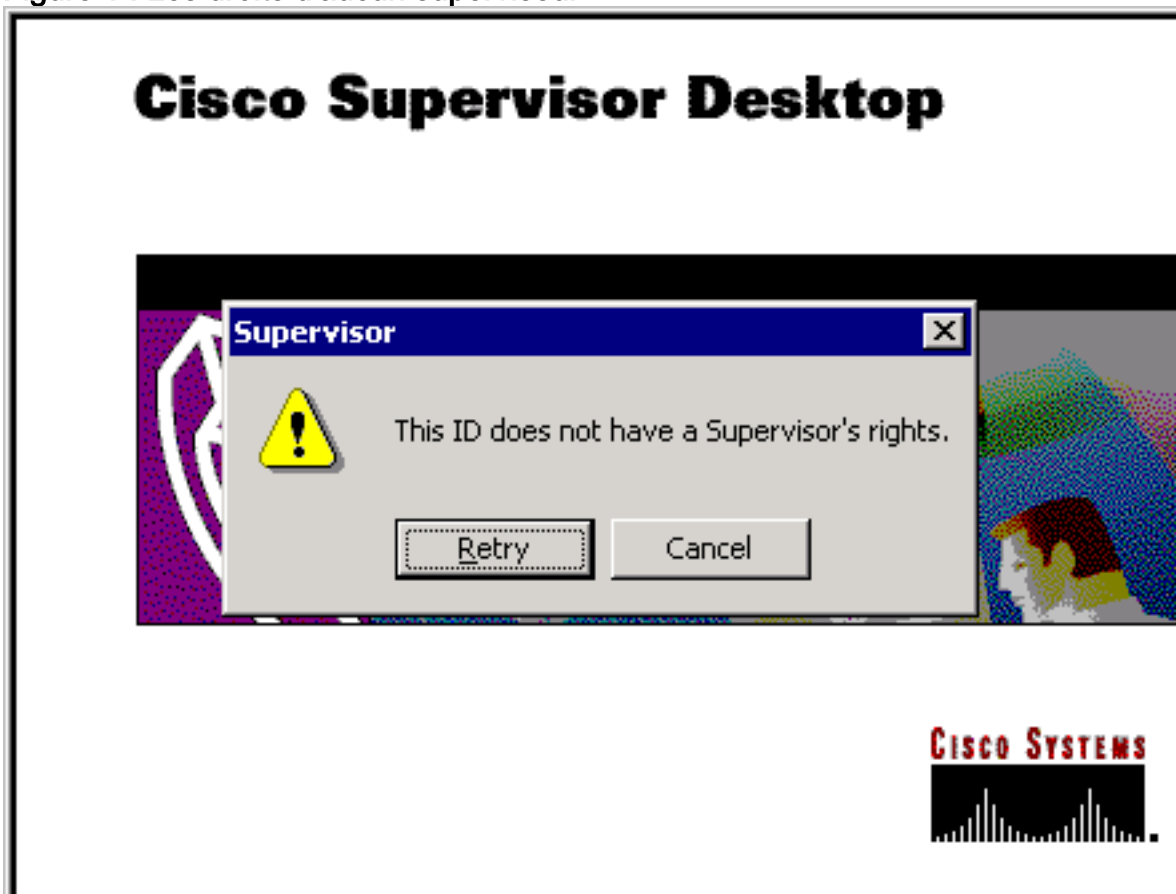 Cisco Supervisor Desktop
Supervisor
This ID does not have a Supervisor's rights.
Retry
Cancel
CISCO SYSTEMS